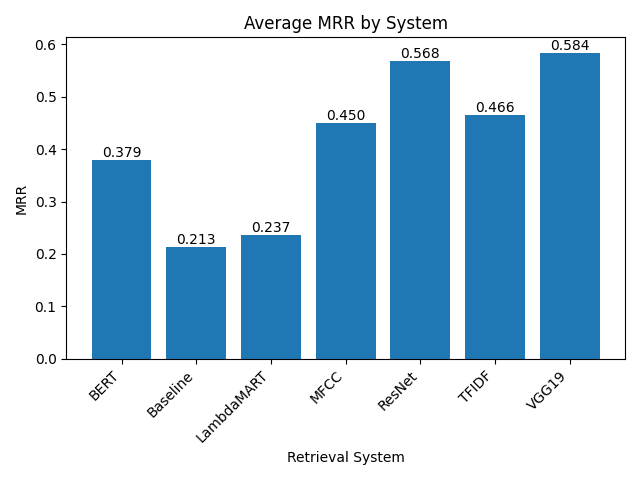 Average MRR by System
MRR
0.6
0.5
0.4
0.3
0.2
0.1
0.0
0.379
0.213
0.237
0.450
0.568
0.466
0.584
BERT
Baseline
LambdaMART
MFCC
ResNet
TFIDF
VGG19
Retrieval System